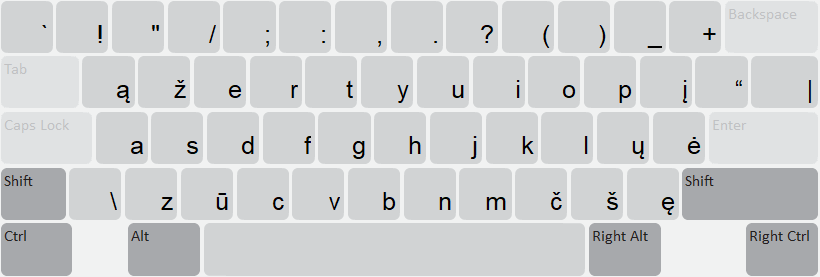 ` ! " / ; : , . ? ( ) _ + Backspace
Tab ą ž e r t y u i o p į “ |
Caps Lock a s d f g h j k l ų ė Enter
Shift \ z ū c v b n m č š ę Shift
Ctrl Alt Right Alt Right Ctrl